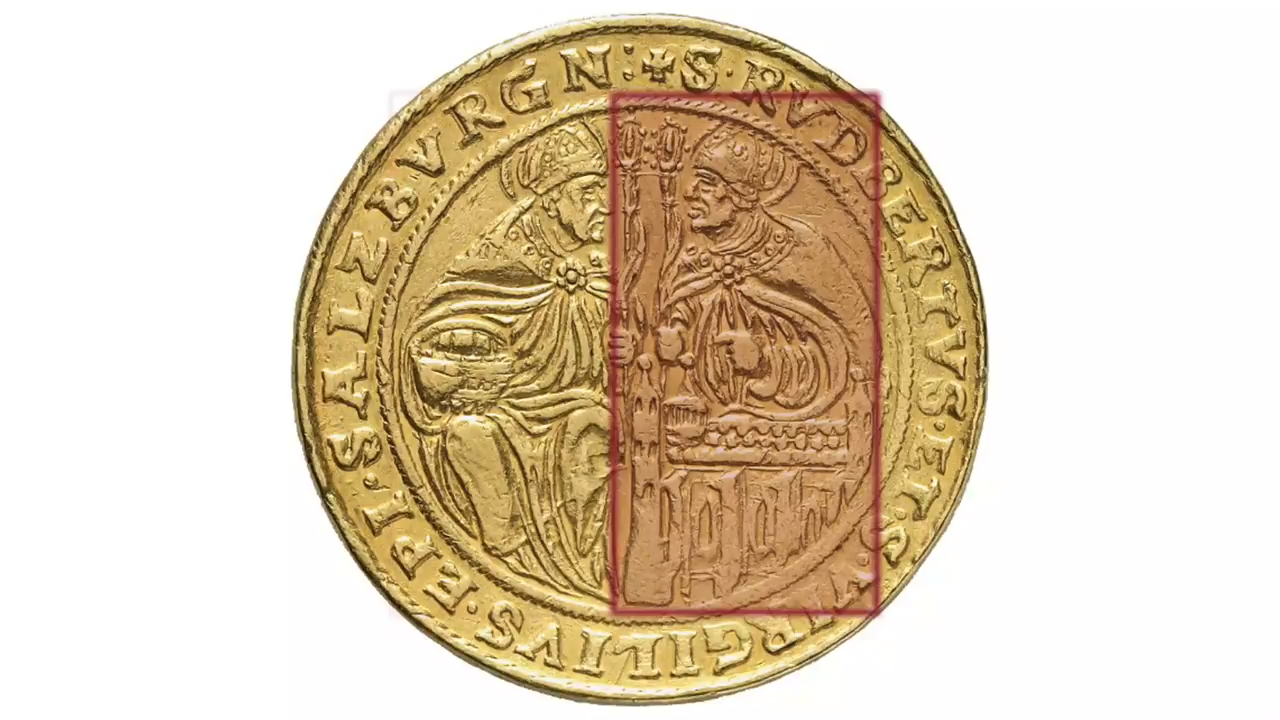 ✠ S · RVDBERTVS · ET · S · VIRGILIVS · EPI · SALZBVRGN :